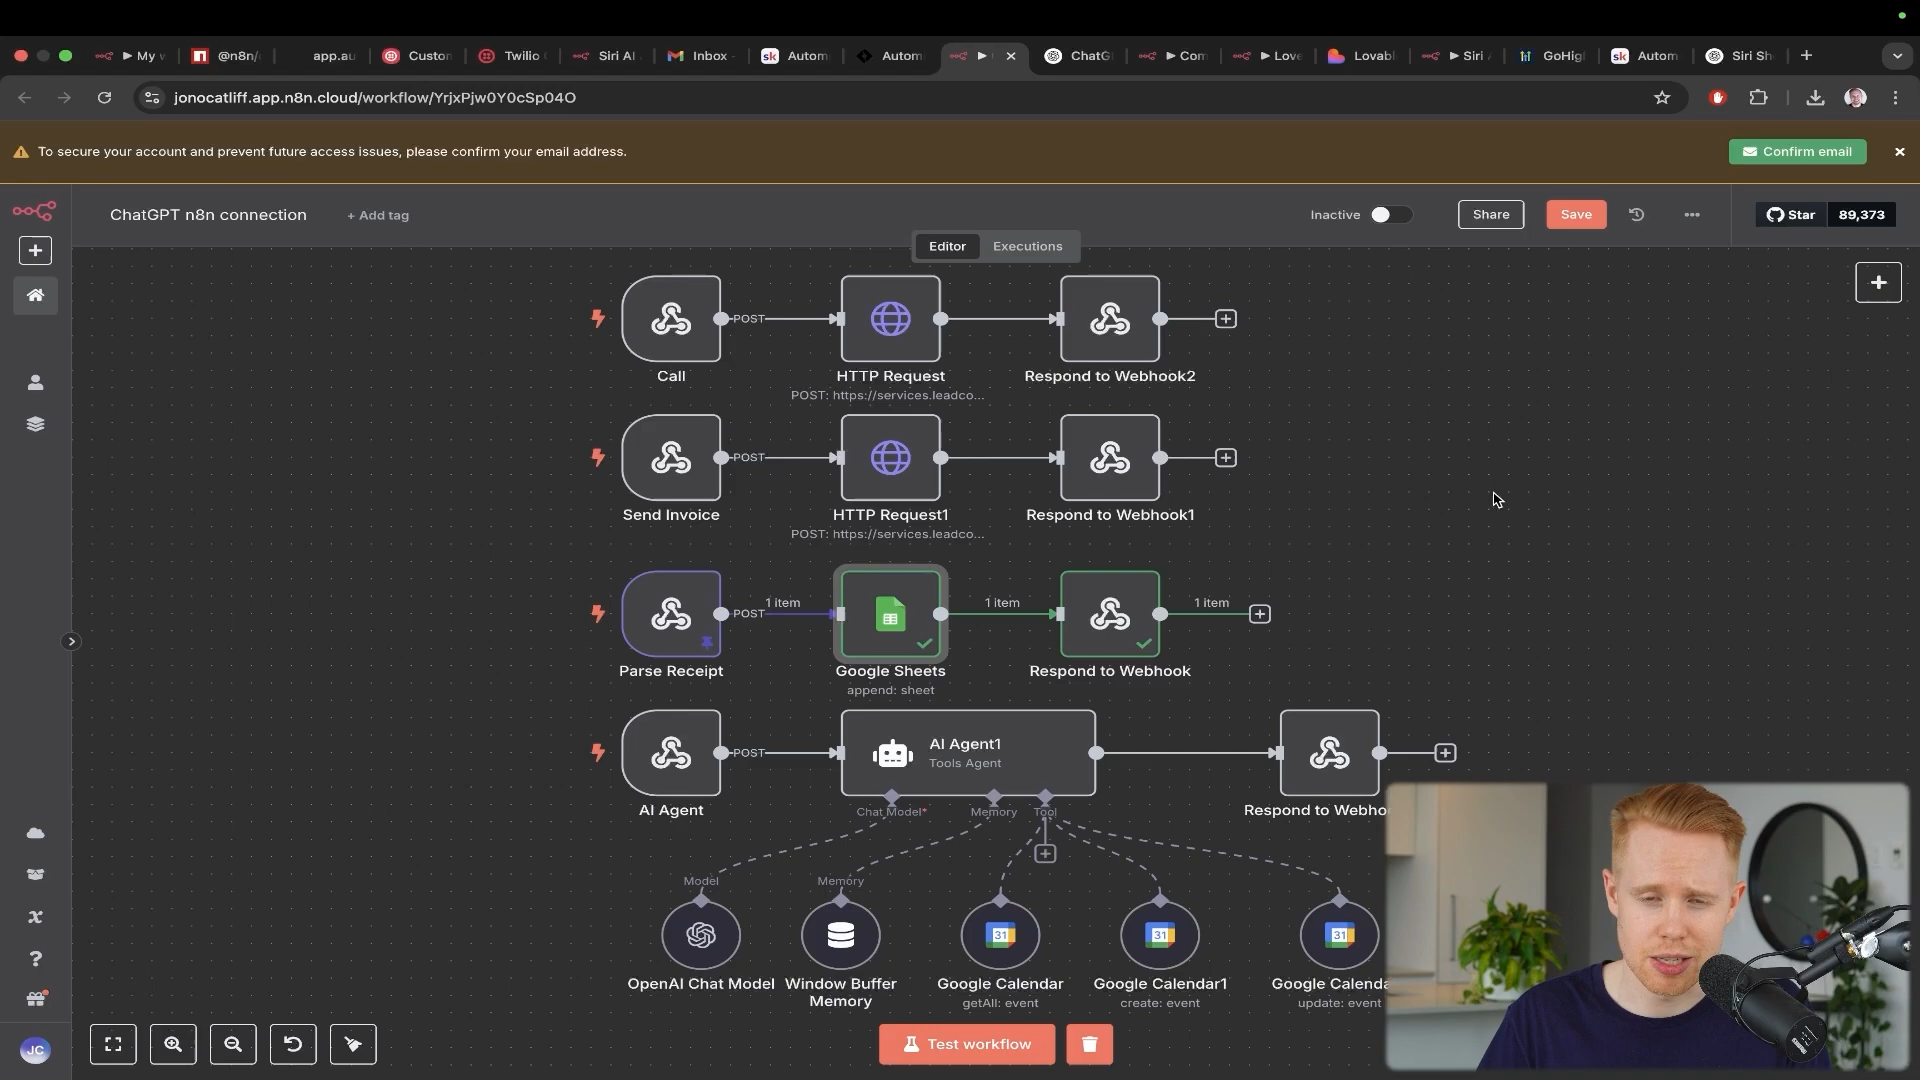 My
@n8n/
app.au
Custon
Twilio
Siri AI
Inbox -
sk
Autom
Autom
ChatG
Com
Love
Lovabl
Siri
GoHig
sk
Autom
Siri Sh
jonocatliff.app.n8n.cloud/workflow/YrjxPjw0Y0cSp04O
To secure your account and prevent future access issues, please confirm your email address.
Confirm email
ChatGPT n8n connection
+ Add tag
Inactive
Share
Save
Star
89,373
Editor
Executions
POST
Call
HTTP Request
POST: https://services.leadco...
Respond to Webhook2
POST
Send Invoice
HTTP Request1
POST: https://services.leadco...
Respond to Webhook1
POST
1 item
1 item
1 item
Parse Receipt
Google Sheets
append: sheet
Respond to Webhook
POST
AI Agent1
Tools Agent
AI Agent
Chat Model*
Memory
Tool
Respond to Webho
Model
Memory
31
31
31
OpenAI Chat Model
Window Buffer
Memory
Google Calendar
getAll: event
Google Calendar1
create: event
Google Calenda
update: event
JC
Test workflow